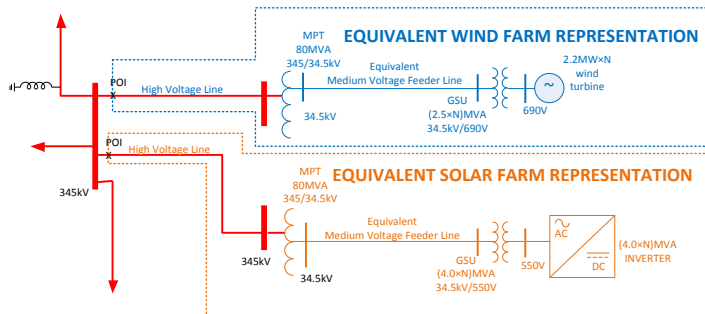 EQUIVALENT WIND FARM REPRESENTATION
MPT
80MVA
345/34.5kV
Equivalent
Medium Voltage Feeder Line
2.2MW×N
wind
turbine
POI
High Voltage Line
34.5kV
GSU
(2.5×N)MVA
34.5kV/690V
690V
~
POI
High Voltage Line
345kV
EQUIVALENT SOLAR FARM REPRESENTATION
MPT
80MVA
345/34.5kV
Equivalent
Medium Voltage Feeder Line
AC
DC
(4.0×N)MVA
INVERTER
345kV
34.5kV
GSU
(4.0×N)MVA
34.5kV/550V
550V